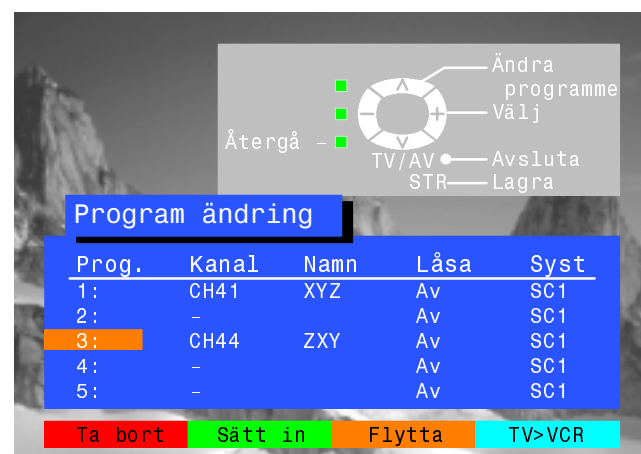 Ändra
programme
Välj
Återgå –
TV/AV Avsluta
STR Lagra
Program ändring
Prog. Kanal Namn Låsa Syst
1: CH41 XYZ Av SC1
2: – Av SC1
3: CH44 ZXY Av SC1
4: – Av SC1
5: – Av SC1
Ta bort Sätt in Flytta TV>VCR